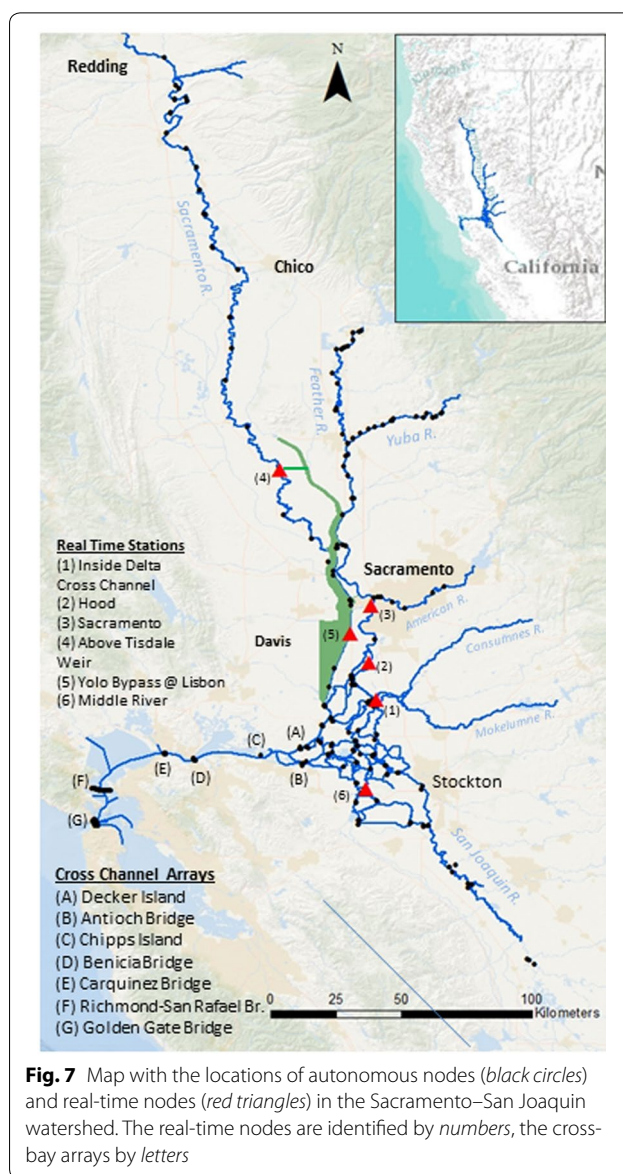 Redding
N
Sacramento R.
Chico
California
Feather R.
Yuba R.
(4)
Real Time Stations
(1) Inside Delta
Cross Channel
(2) Hood
(3) Sacramento
(4) Above Tisdale
Weir
(5) Yolo Bypass @ Lisbon
(6) Middle River
Sacramento
(3)
American R.
Davis
(5)
Consumnes R.
(2)
(1)
Mokelumne R.
(A)
(C)
(E)
(D)
(B)
(F)
Stockton
(6)
(G)
San Joaquin R.
Cross Channel Arrays
(A) Decker Island
(B) Antioch Bridge
(C) Chipps Island
(D) Benicia Bridge
(E) Carquinez Bridge
(F) Richmond-San Rafael Br.
(G) Golden Gate Bridge
0 25 50 100
Kilometers
Fig. 7 Map with the locations of autonomous nodes (black circles)
and real-time nodes (red triangles) in the Sacramento–San Joaquin
watershed. The real-time nodes are identified by numbers, the cross-
bay arrays by letters